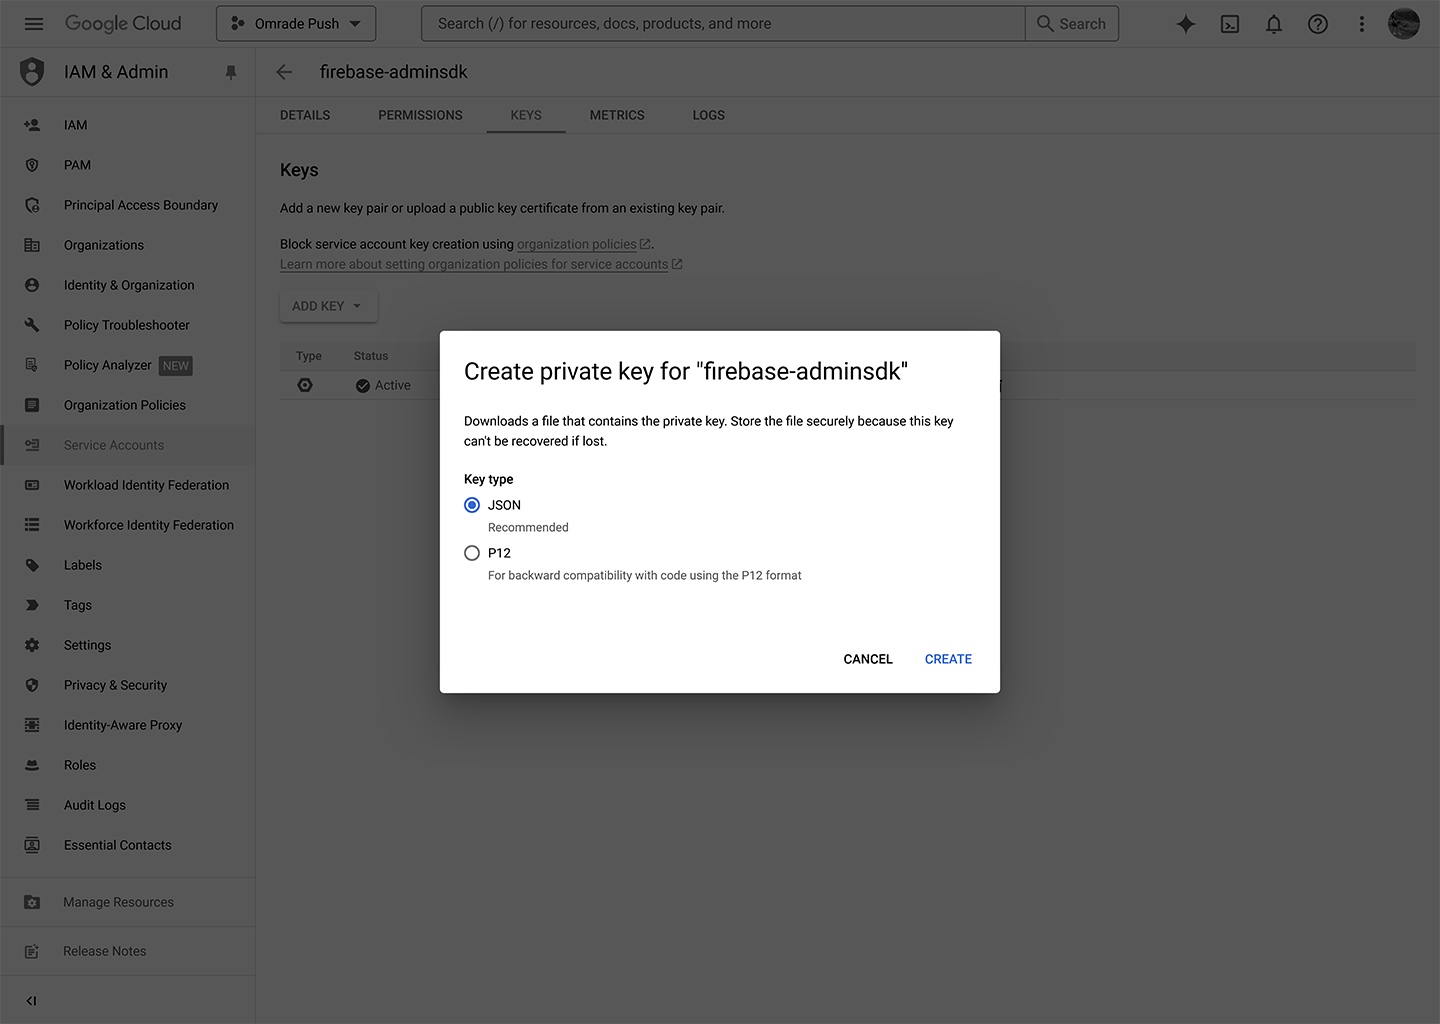 Google Cloud
Omrade Push
Search (/) for resources, docs, products, and more
Search
IAM & Admin
firebase-adminsdk
DETAILS
PERMISSIONS
KEYS
METRICS
LOGS
IAM
PAM
Principal Access Boundary
Organizations
Identity & Organization
Policy Troubleshooter
Policy Analyzer NEW
Organization Policies
Service Accounts
Workload Identity Federation
Workforce Identity Federation
Labels
Tags
Settings
Privacy & Security
Identity-Aware Proxy
Roles
Audit Logs
Essential Contacts
Manage Resources
Release Notes
Keys
Add a new key pair or upload a public key certificate from an existing key pair.
Block service account key creation using organization policies.
Learn more about setting organization policies for service accounts
ADD KEY
Type
Status
Active
Create private key for "firebase-adminsdk"
Downloads a file that contains the private key. Store the file securely because this key
can't be recovered if lost.
Key type
JSON
Recommended
P12
For backward compatibility with code using the P12 format
CANCEL
CREATE